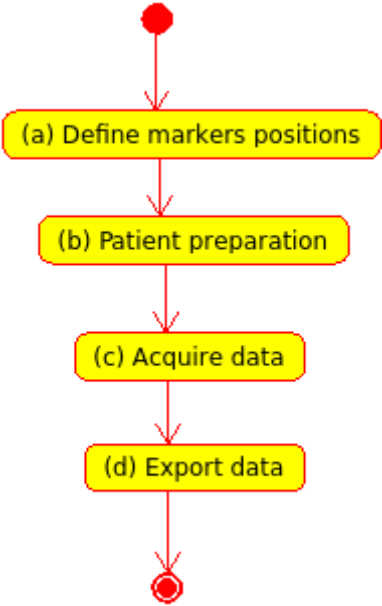 (a) Define markers positions
(b) Patient preparation
(c) Acquire data
(d) Export data